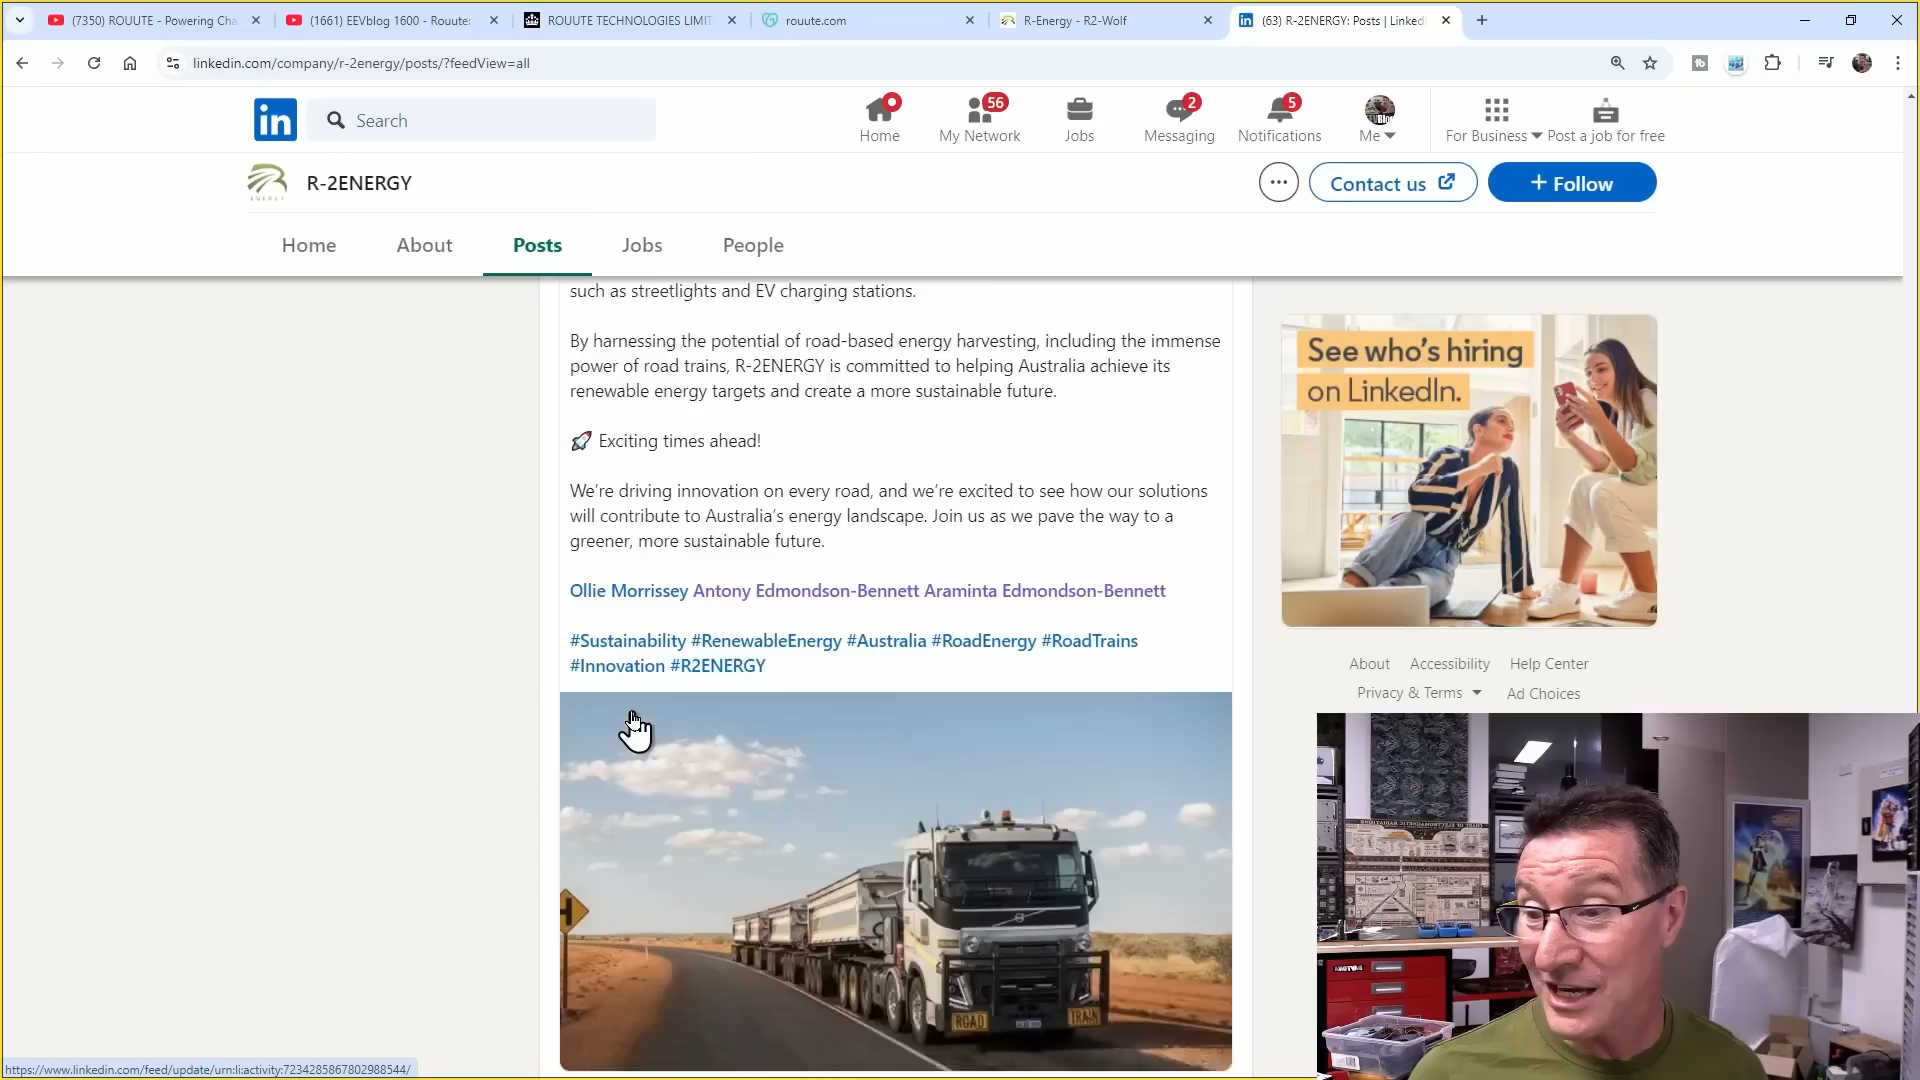 (7350) ROUUTE - Powering Cha
(1661) EEVblog 1600 - Rouute:
ROUUTE TECHNOLOGIES LIMIT
rouute.com
R-Energy - R2-Wolf
(63) R-2ENERGY: Posts | Linked
linkedin.com/company/r-2energy/posts/?feedView=all
in
Search
Home
56
My Network
Jobs
2
Messaging
5
Notifications
Me
For Business
Post a job for free
ENERGY
R-2ENERGY
Contact us
+ Follow
Home
About
Posts
Jobs
People
such as streetlights and EV charging stations.
By harnessing the potential of road-based energy harvesting, including the immense
power of road trains, R-2ENERGY is committed to helping Australia achieve its
renewable energy targets and create a more sustainable future.
🚀 Exciting times ahead!
We're driving innovation on every road, and we're excited to see how our solutions
will contribute to Australia's energy landscape. Join us as we pave the way to a
greener, more sustainable future.
Ollie Morrissey Antony Edmondson-Bennett Araminta Edmondson-Bennett
#Sustainability #RenewableEnergy #Australia #RoadEnergy #RoadTrains
#Innovation #R2ENERGY
ROAD
TRAIN
See who's hiring
on LinkedIn.
About
Accessibility
Help Center
Privacy & Terms
Ad Choices
https://www.linkedin.com/feed/update/urn:li:activity:7234285867802988544/